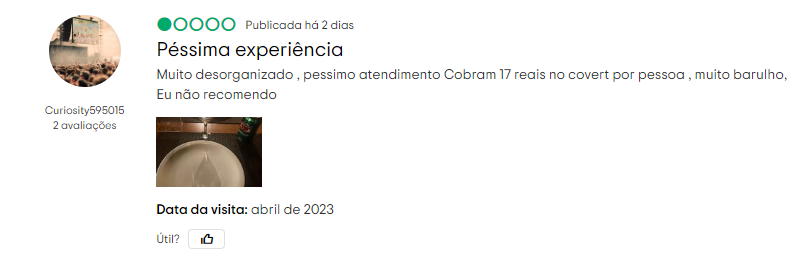 Publicada há 2 dias
Péssima experiência
Muito desorganizado , pessimo atendimento Cobram 17 reais no covert por pessoa , muito barulho,
Eu não recomendo
Curiosity595015
2 avaliações
Data da visita: abril de 2023
Útil?